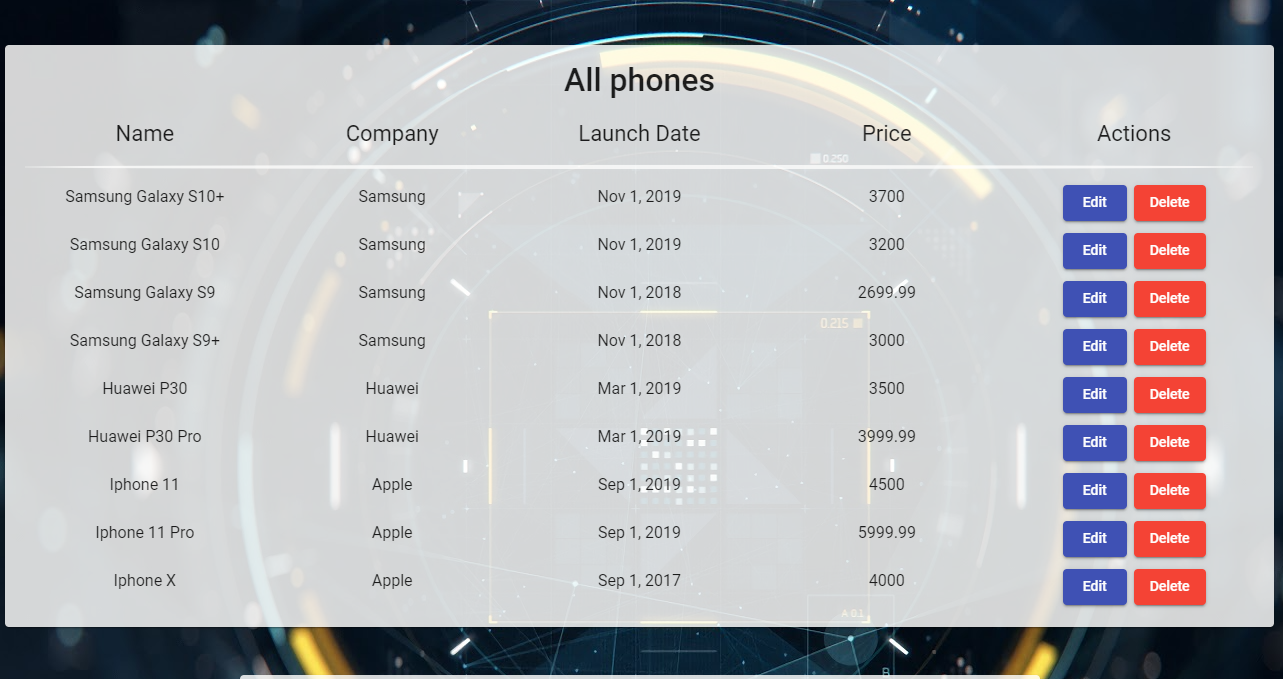 All phones
Name Company Launch Date Price Actions
0.250
Samsung Galaxy S10+ Samsung Nov 1, 2019 3700 Edit Delete
Samsung Galaxy S10 Samsung Nov 1, 2019 3200 Edit Delete
Samsung Galaxy S9 Samsung Nov 1, 2018 2699.99 Edit Delete
0.215
Samsung Galaxy S9+ Samsung Nov 1, 2018 3000 Edit Delete
Huawei P30 Huawei Mar 1, 2019 3500 Edit Delete
Huawei P30 Pro Huawei Mar 1, 2019 3999.99 Edit Delete
Iphone 11 Apple Sep 1, 2019 4500 Edit Delete
Iphone 11 Pro Apple Sep 1, 2019 5999.99 Edit Delete
Iphone X Apple Sep 1, 2017 4000 Edit Delete